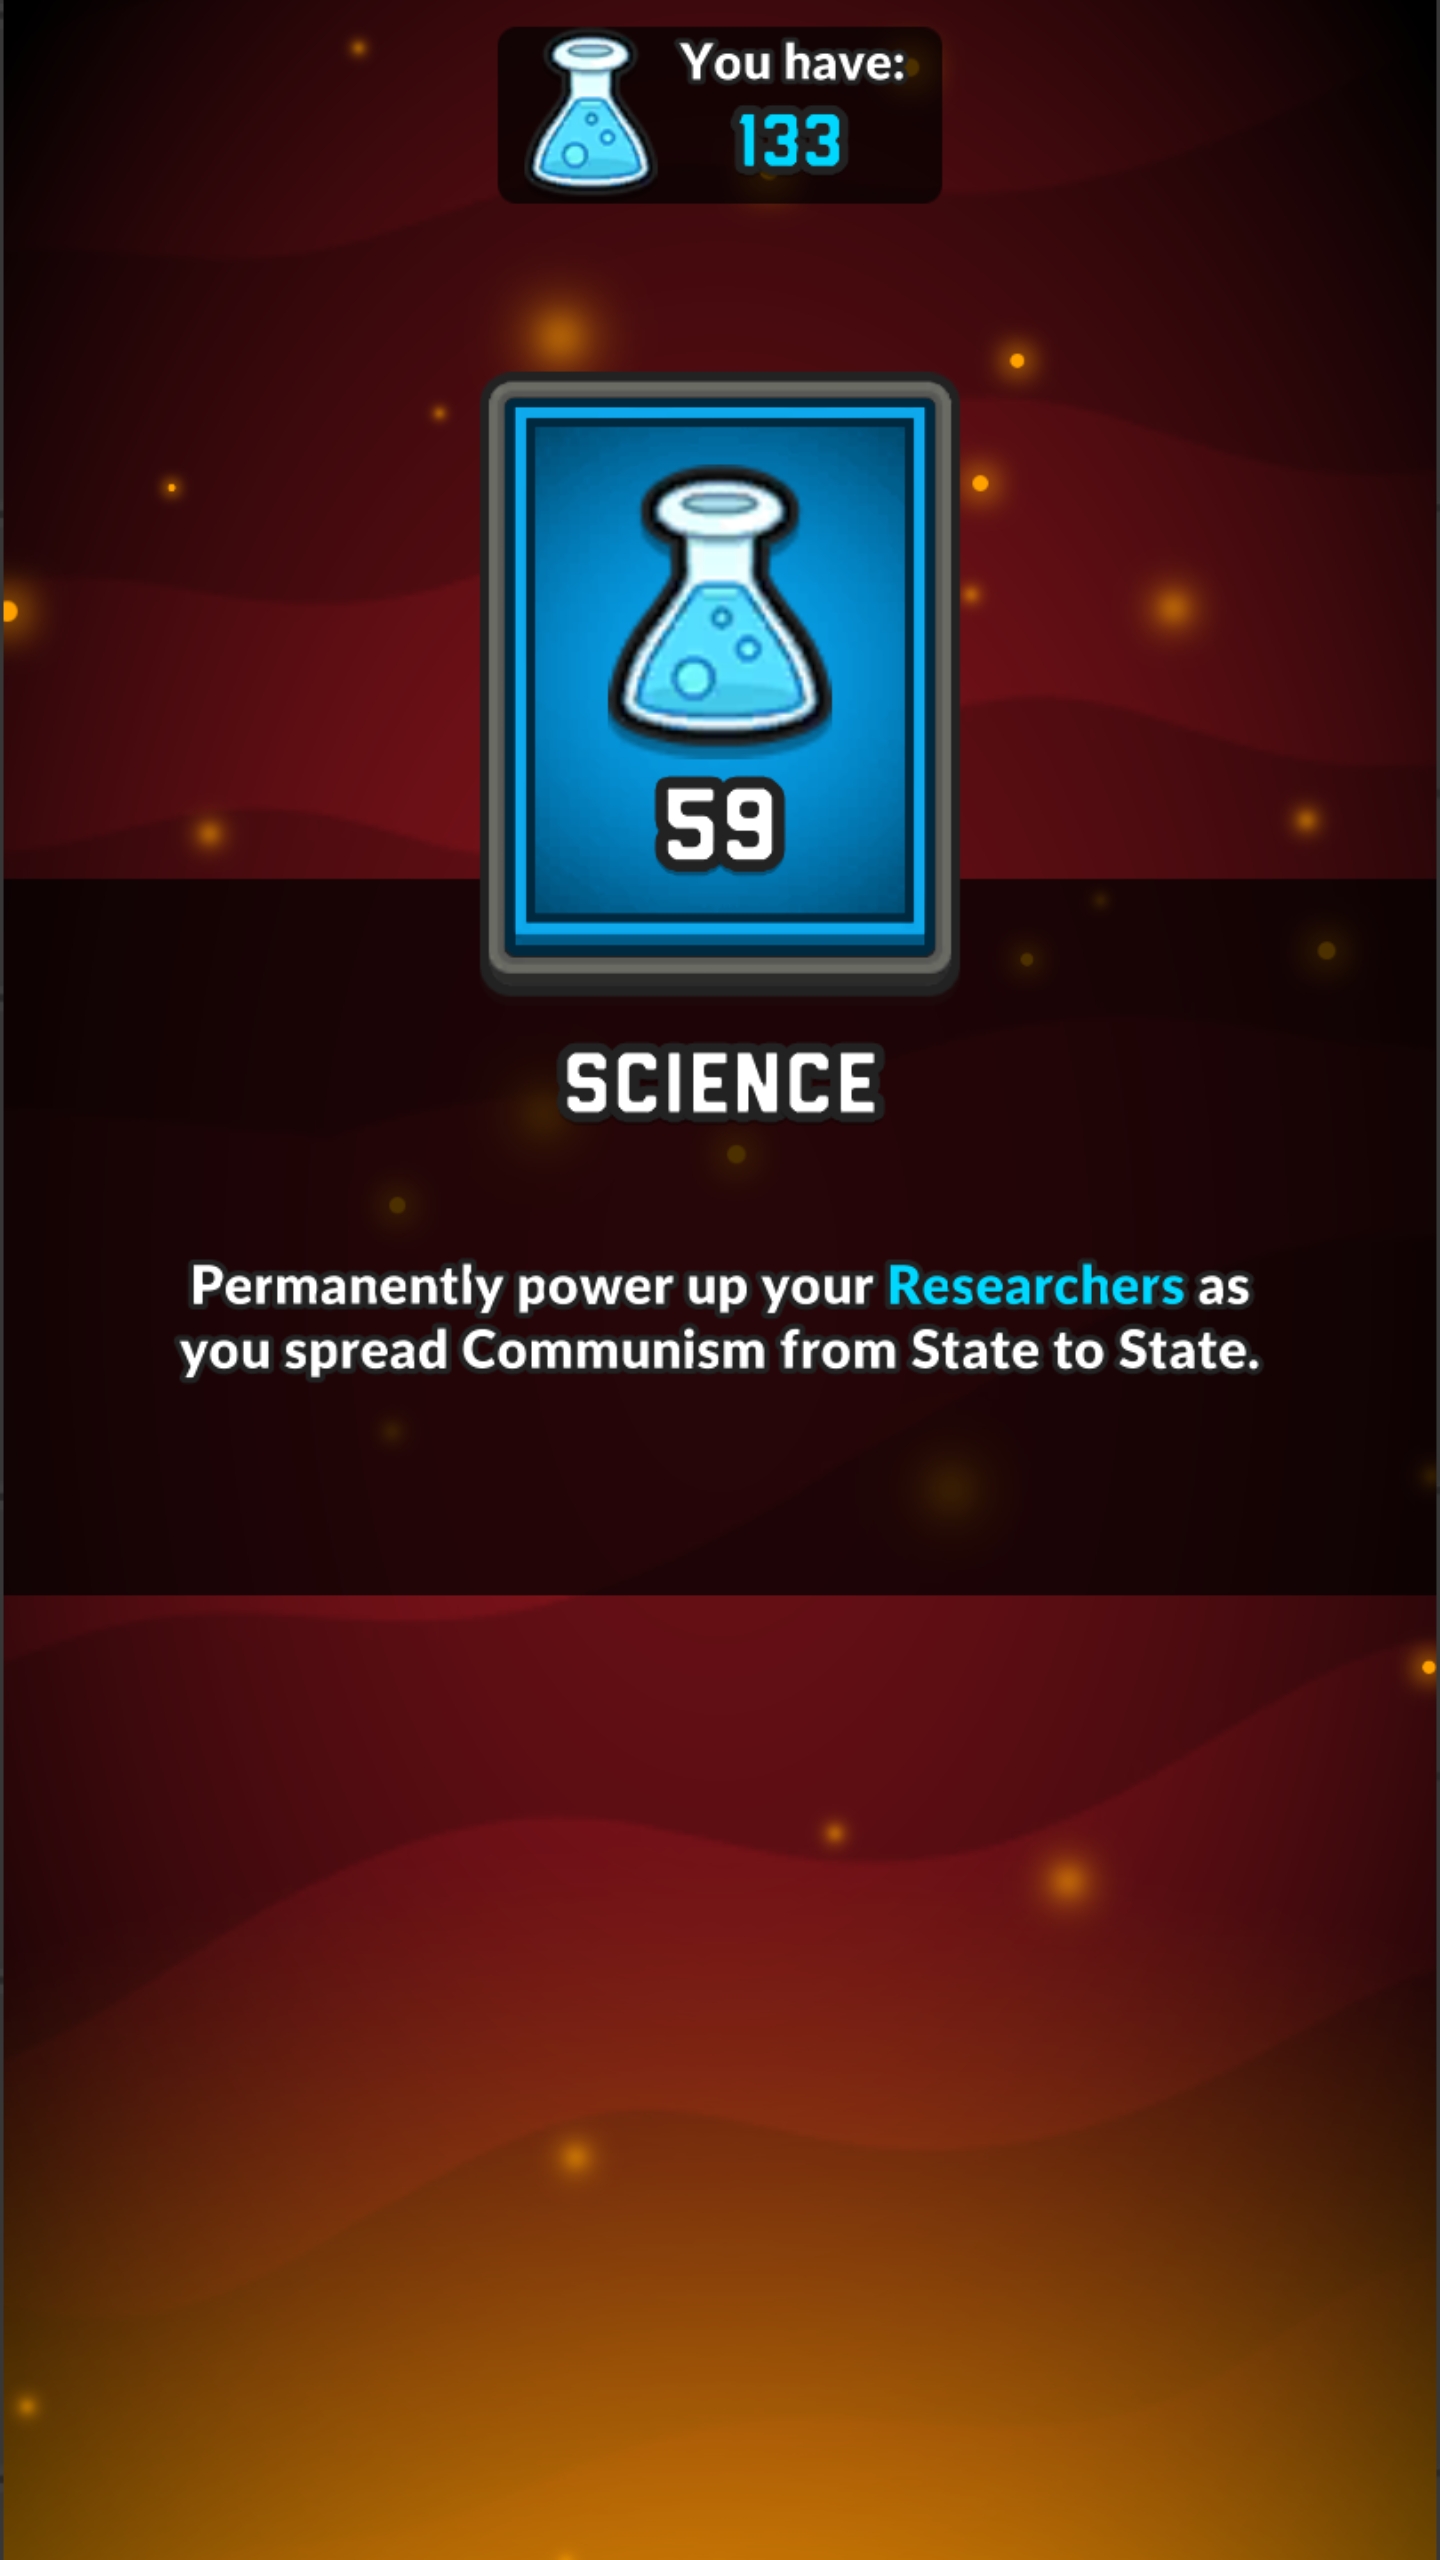 You have:
133
59
SCIENCE
Permanently power up your Researchers as
you spread Communism from State to State.